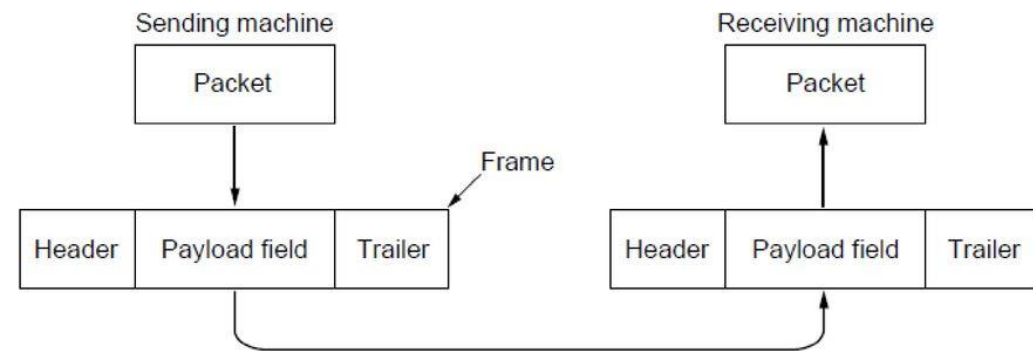 Sending machine
Receiving machine
Packet
Packet
Frame
Header
Payload field
Trailer
Header
Payload field
Trailer